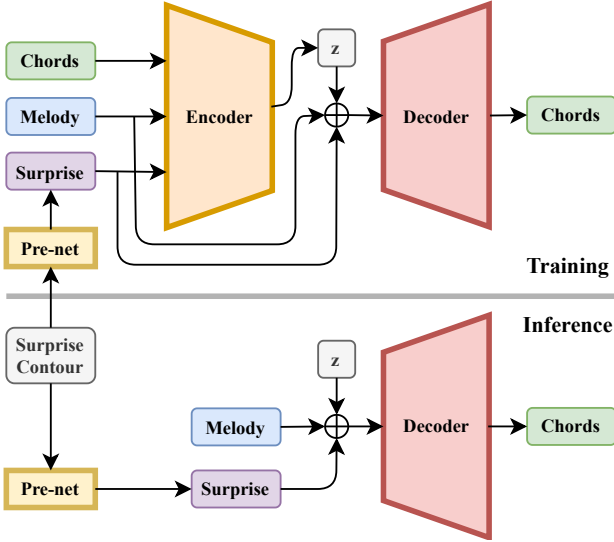 Chords
Melody
Surprise
Pre-net
Encoder
z
Decoder
Chords
Training
Inference
Surprise
Contour
z
Melody
Decoder
Chords
Pre-net
Surprise